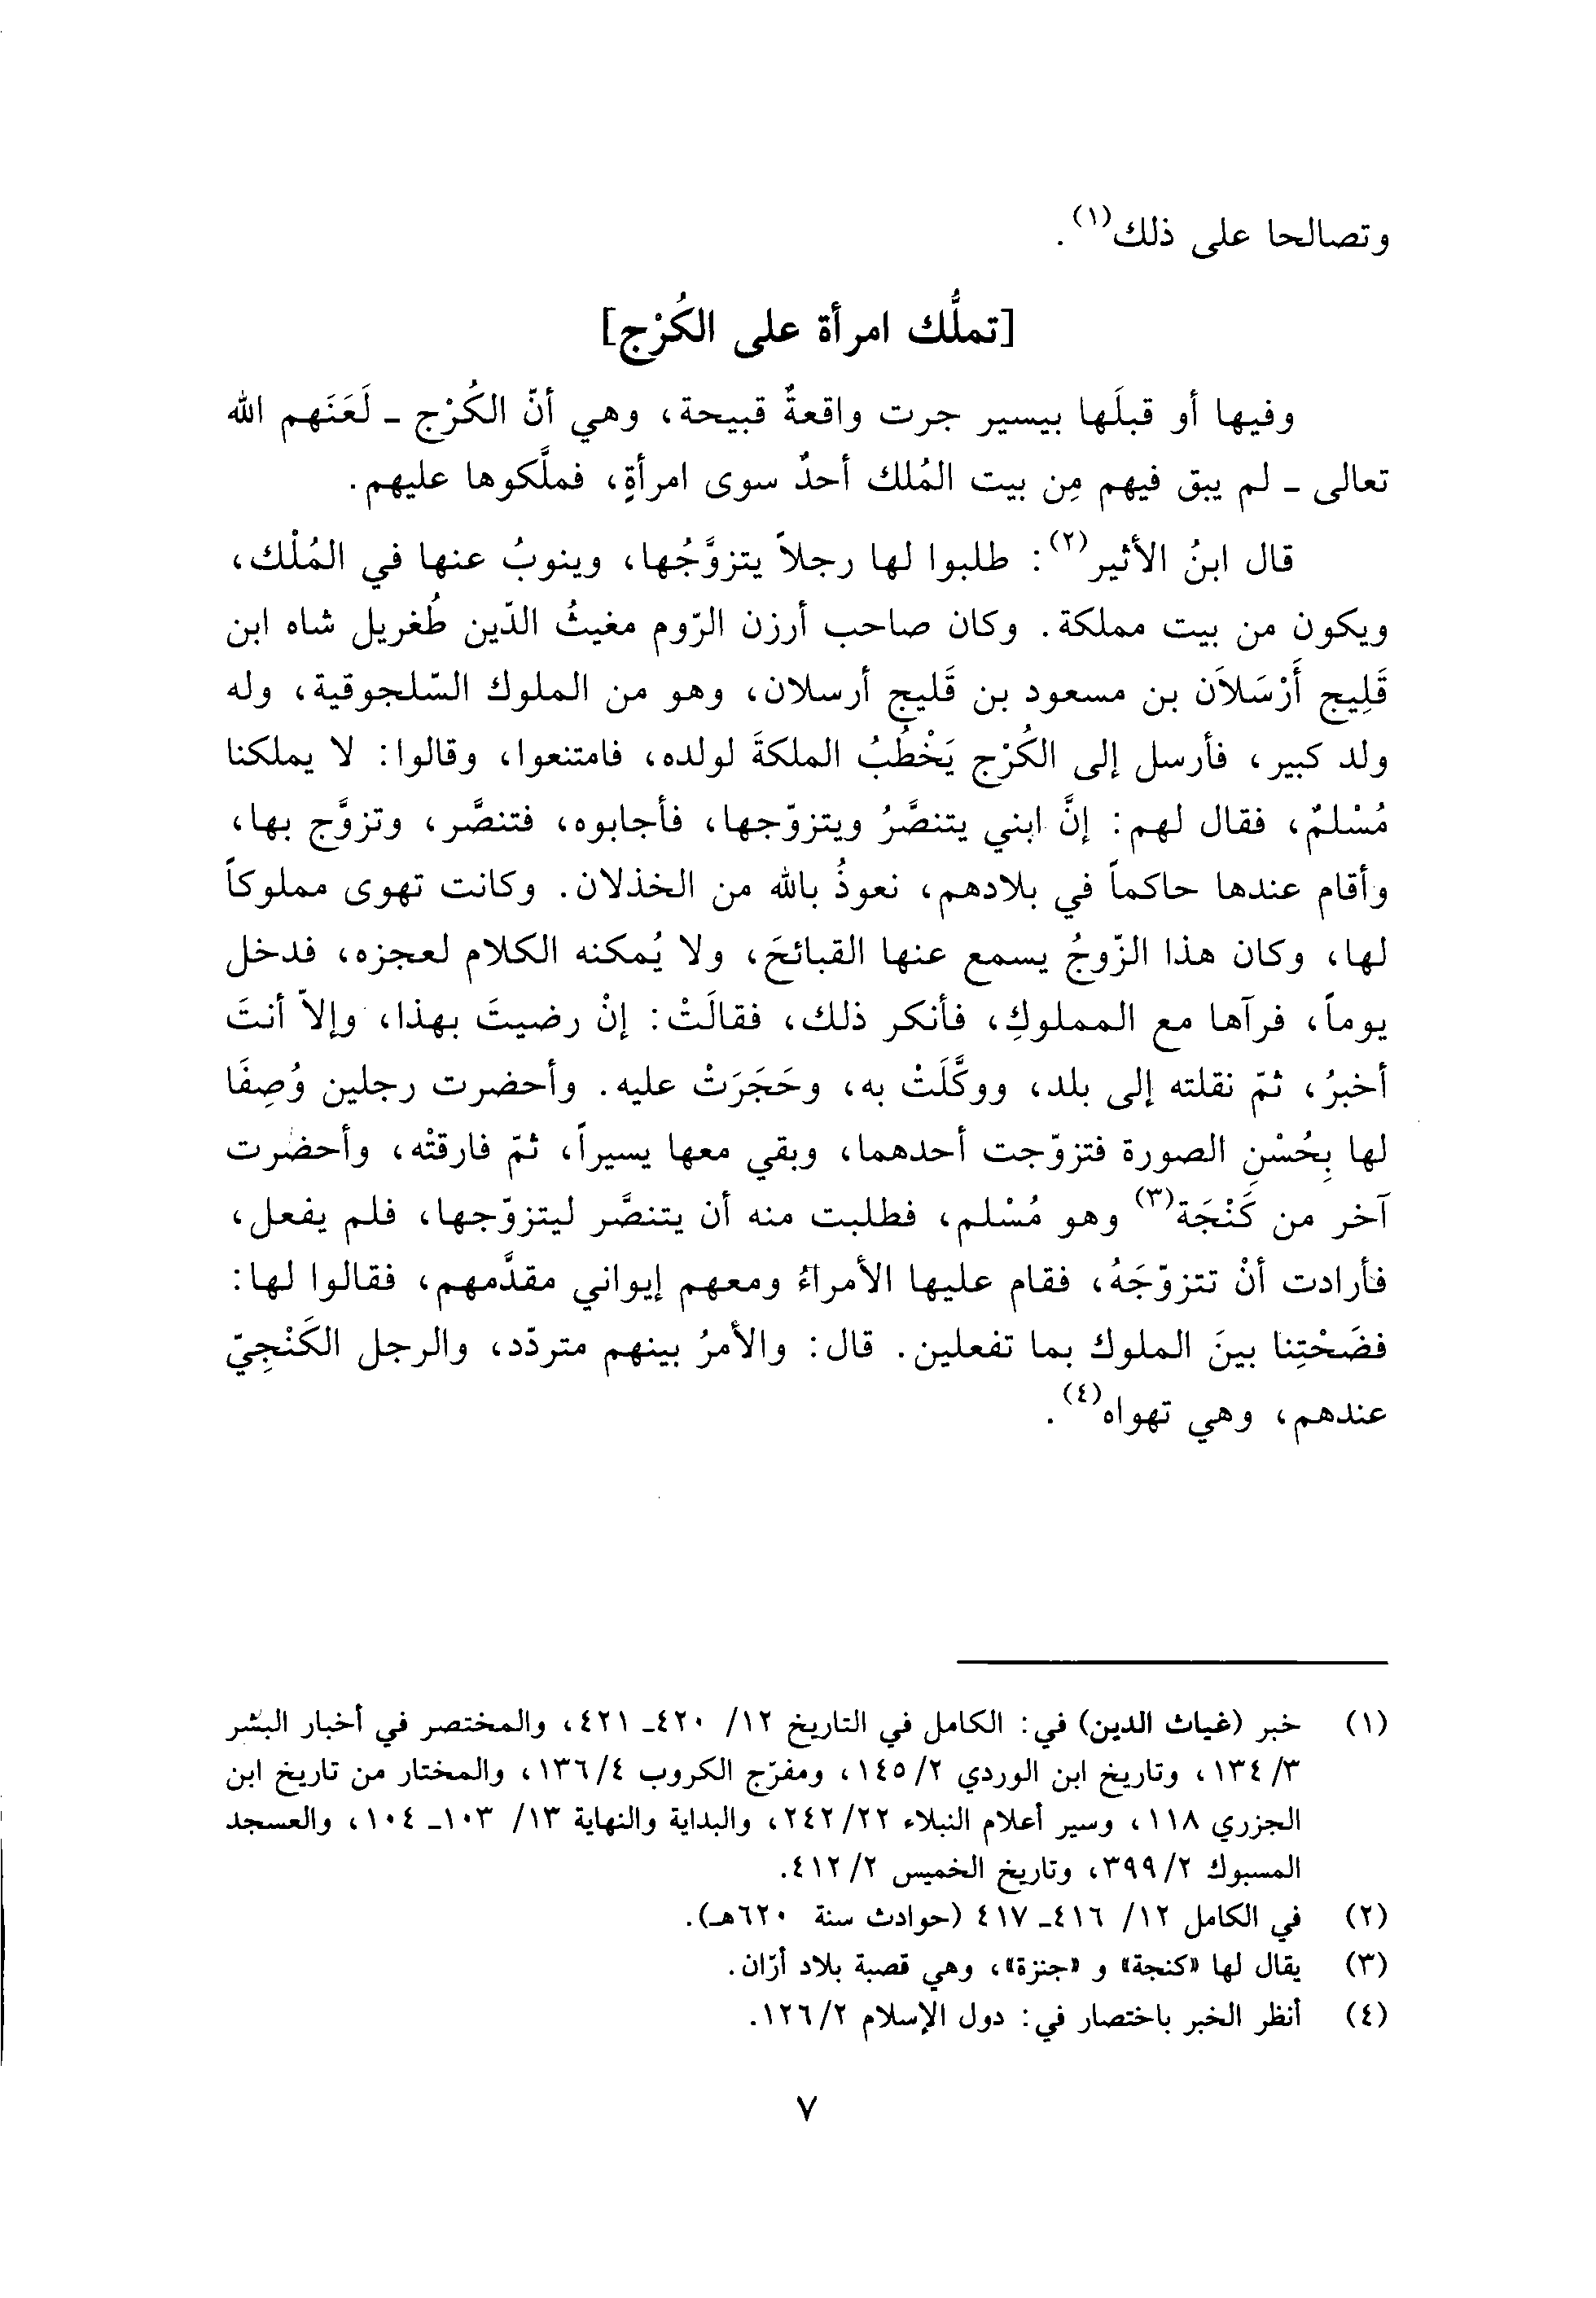 وتصالحا على ذلك(١).
[تملُّك امرأة على الكُرْج]
وفيها أو قبلَها بيسير جرت واقعةٌ قبيحة، وهي أنّ الكُرْج ـ لَعَنَهم الله
تعالى ـ لم يبق فيهم مِن بيت المُلك أحدٌ سوى امرأةٍ، فملَّكوها عليهم.
قال ابنُ الأثير(٢): طلبوا لها رجلاً يتزوَّجُها، وينوبُ عنها في المُلْك،
ويكون من بيت مملكة. وكان صاحب أرزن الرّوم مغيثُ الدّين طُغريل شاه ابن
قَلِيج أَرْسَلاَن بن مسعود بن قَليج أرسلان، وهو من الملوك السّلجوقية، وله
ولد كبير، فأرسل إلى الكُرْج يَخْطُبُ الملكةَ لولده، فامتنعوا، وقالوا: لا يملكنا
مُسْلمٌ، فقال لهم: إنَّ ابني يتنصَّرُ ويتزوّجها، فأجابوه، فتنصَّر، وتزوَّج بها،
وأقام عندها حاكماً في بلادهم، نعوذُ بالله من الخذلان. وكانت تهوى مملوكاً
لها، وكان هذا الزّوجُ يسمع عنها القبائحَ، ولا يُمكنه الكلام لعجزه، فدخل
يوماً، فرآها مع المملوكِ، فأنكر ذلك، فقالَتْ: إنْ رضيتَ بهذا، وإلاّ أنتَ
أخبرُ، ثمّ نقلته إلى بلد، ووكَّلَتْ به، وحَجَرَتْ عليه. وأحضرت رجلين وُصِفَا
لها بِحُسْنِ الصورة فتزوّجت أحدهما، وبقي معها يسيراً، ثمّ فارقتْه، وأحضرت
آخر من كَنْجَة(٣) وهو مُسْلم، فطلبت منه أن يتنصَّر ليتزوّجها، فلم يفعل،
فأرادت أنْ تتزوّجَهُ، فقام عليها الأمراءُ ومعهم إيواني مقدَّمهم، فقالوا لها:
فضَحْتِنا بينَ الملوك بما تفعلين. قال: والأمرُ بينهم متردّد، والرجل الكَنْجِيّ
عندهم، وهي تهواه(٤).
(١) خبر (غياث الدين) في: الكامل في التاريخ ١٢/ ٤٢٠ـ ٤٢١، والمختصر في أخبار البشر
٣/ ١٣٤، وتاريخ ابن الوردي ٢/ ١٤٥، ومفرّج الكروب ٤/ ١٣٦، والمختار من تاريخ ابن
الجزري ١١٨، وسير أعلام النبلاء ٢٢/ ٢٤٢، والبداية والنهاية ١٣/ ١٠٣ـ ١٠٤، والعسجد
المسبوك ٢/ ٣٩٩، وتاريخ الخميس ٢/ ٤١٢.
(٢) في الكامل ١٢/ ٤١٦ـ ٤١٧ (حوادث سنة ٦٢٠هـ).
(٣) يقال لها «كنجة» و «جنزة»، وهي قصبة بلاد أرّان.
(٤) أنظر الخبر باختصار في: دول الإسلام ٢/ ١٢٦.
٧